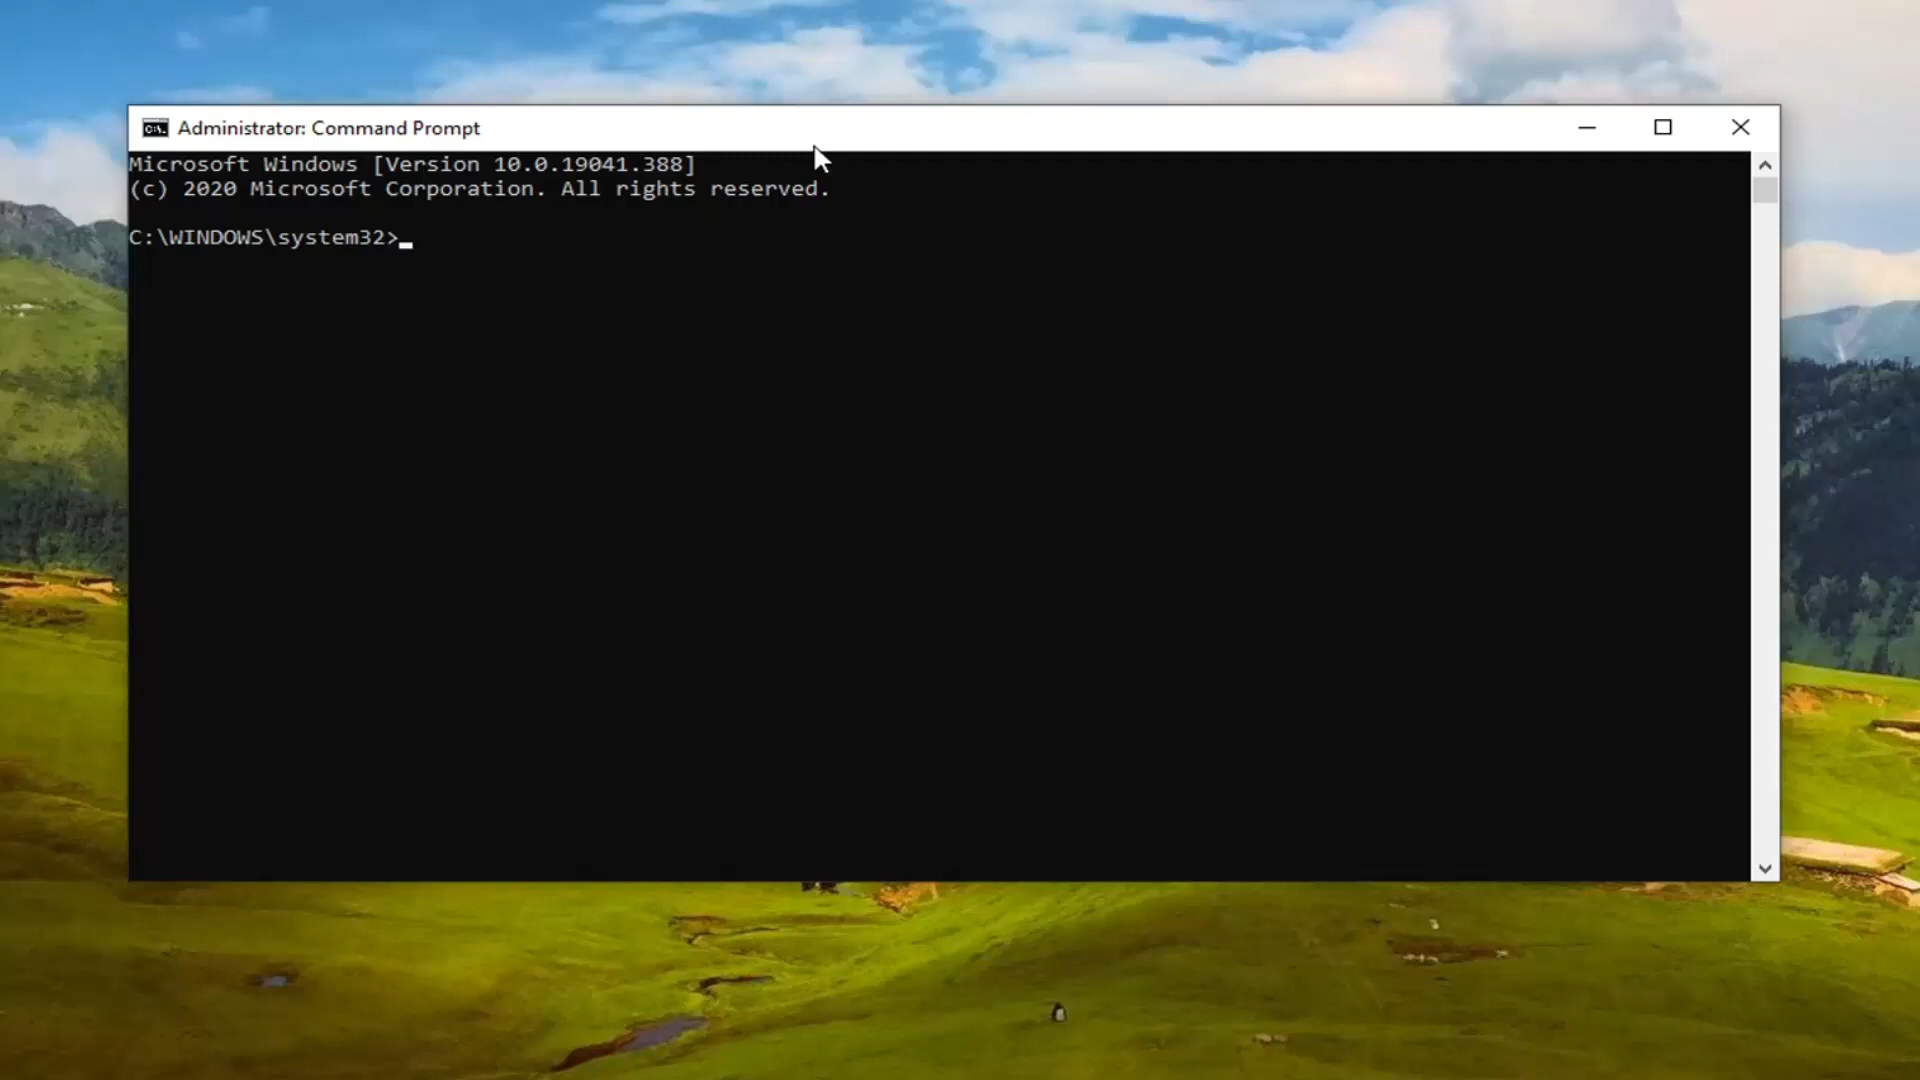 Administrator: Command Prompt
Microsoft Windows [Version 10.0.19041.388]
(c) 2020 Microsoft Corporation. All rights reserved.
C:\WINDOWS\system32>